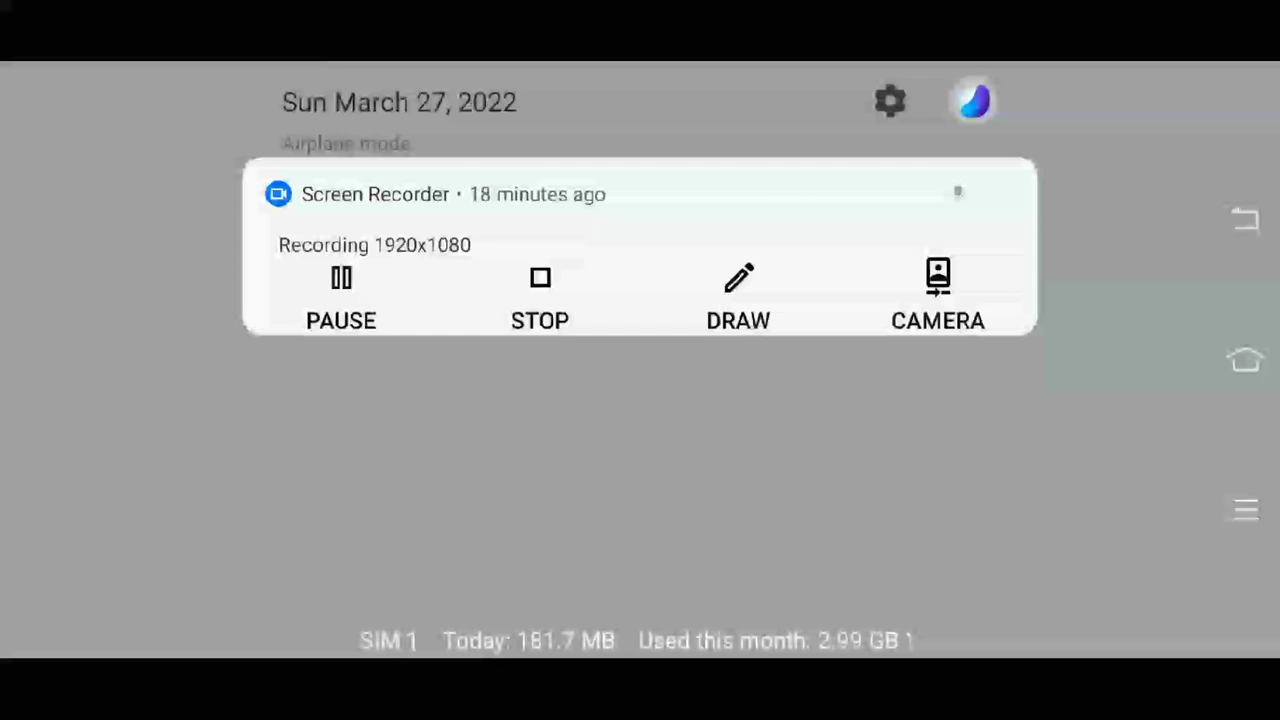 Sun March 27, 2022
Airplane mode
Screen Recorder · 18 minutes ago
Recording 1920x1080
PAUSE STOP DRAW CAMERA
SIM 1 Today: 181.7 MB Used this month: 2.99 GB